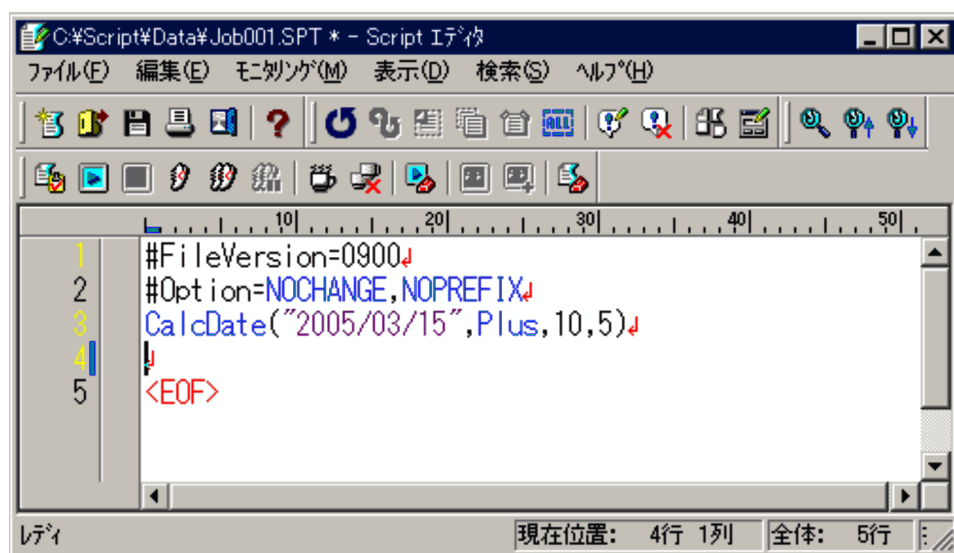 C:¥Script¥Data¥Job001.SPT * - Script ｴﾃﾞｨﾀ
ﾌｧｲﾙ(F) 編集(E) ﾓﾆﾀﾘﾝｸﾞ(M) 表示(D) 検索(S) ﾍﾙﾌﾟ(H)
ALL
10 20 30 40 50
1 #FileVersion=0900
2 #Option=NOCHANGE,NOPREFIX
3 CalcDate("2005/03/15",Plus,10,5)
4
5 <EOF>
ﾚﾃﾞｨ 現在位置: 4行 1列 全体: 5行